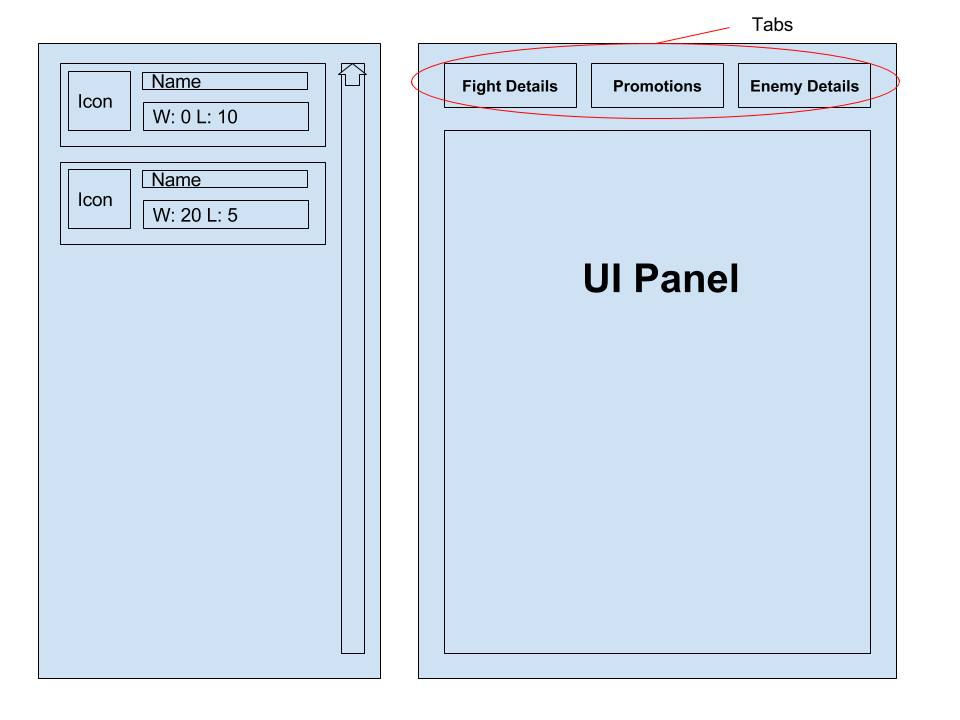 Tabs
Icon
Name
W: 0 L: 10
Icon
Name
W: 20 L: 5
Fight Details
Promotions
Enemy Details
UI Panel